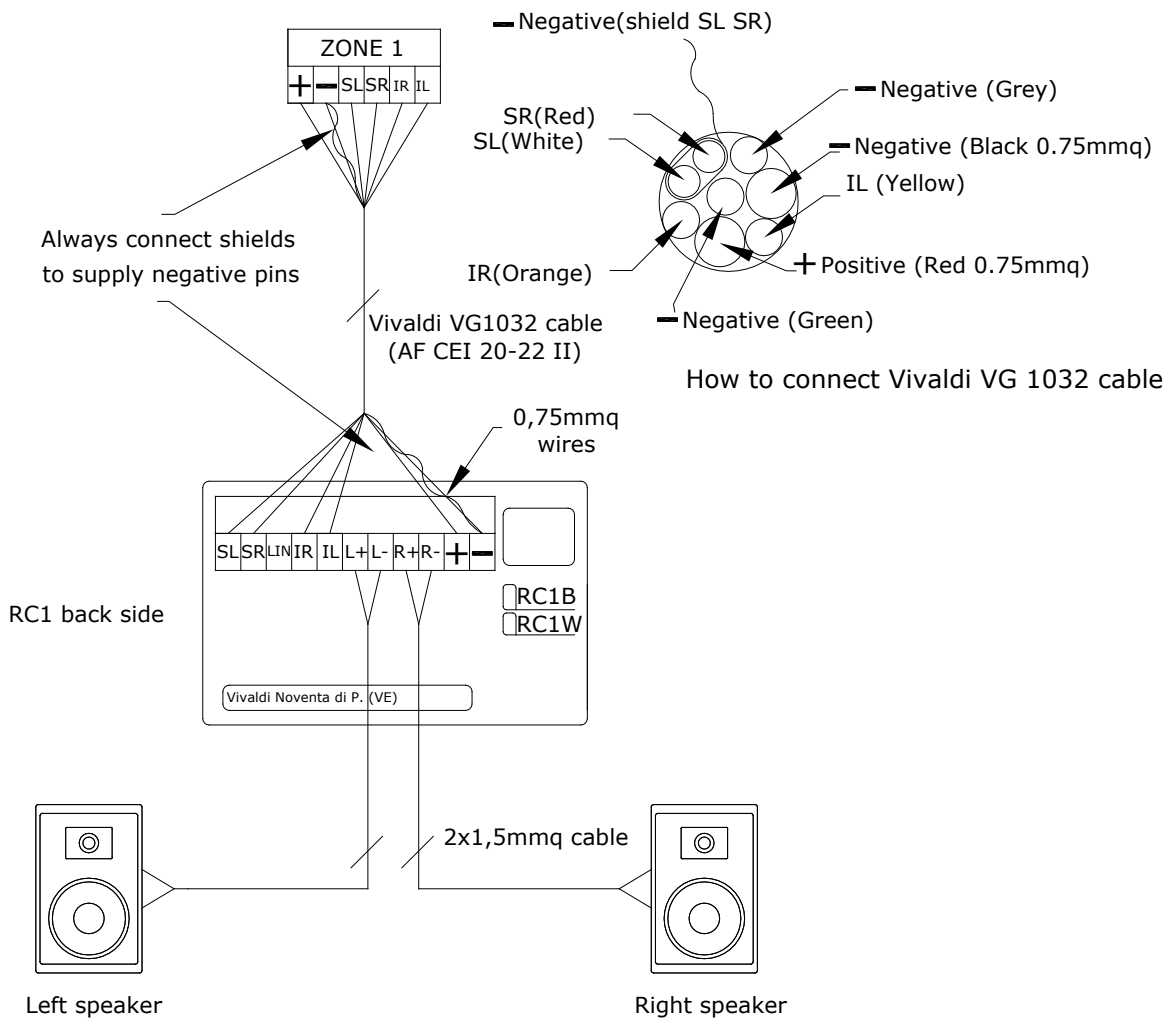 Negative(shield SL SR)
ZONE 1
+ - SL SR IR IL
Negative (Grey)
SR(Red)
SL(White)
Negative (Black 0.75mmq)
IL (Yellow)
IR(Orange)
+ Positive (Red 0.75mmq)
Negative (Green)
Always connect shields
to supply negative pins
Vivaldi VG1032 cable
(AF CEI 20-22 II)
How to connect Vivaldi VG 1032 cable
0,75mmq
wires
SL SR LIN IR IL L+ L- R+ R- + -
RC1 back side
RC1B
RC1W
Vivaldi Noventa di P. (VE)
2x1,5mmq cable
Left speaker
Right speaker